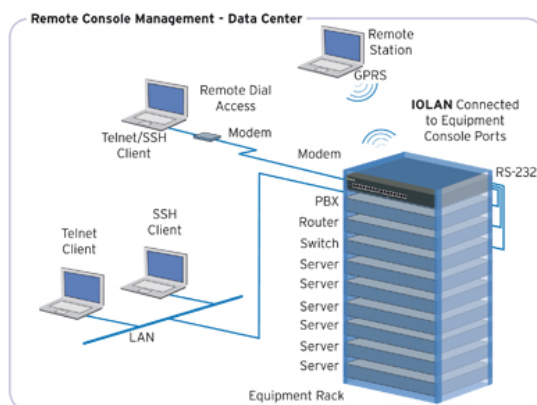 Remote Console Management - Data Center
Remote
Station
GPRS
Remote Dial
Access
Modem
Telnet/SSH
Client
IOLAN Connected
to Equipment
Console Ports
Modem
RS-232
PBX
Router
Switch
Server
Server
Server
Server
Server
Server
SSH
Client
Telnet
Client
LAN
Equipment Rack